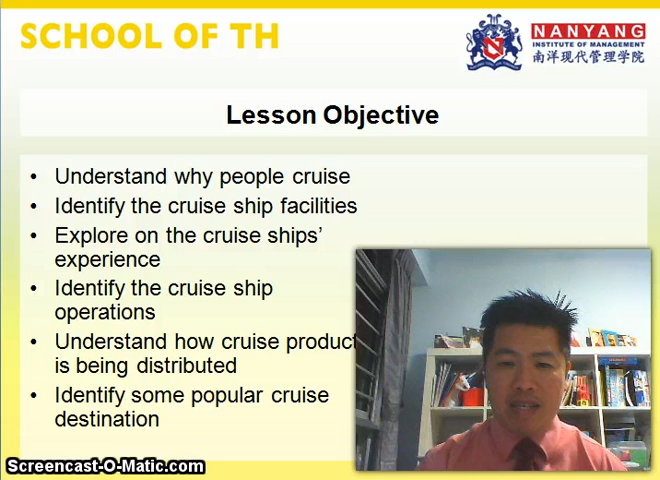 SCHOOL OF TH
NANYANG
INSTITUTE OF MANAGEMENT
南洋现代管理学院
Lesson Objective
• Understand why people cruise
• Identify the cruise ship facilities
• Explore on the cruise ships’
experience
• Identify the cruise ship
operations
• Understand how cruise product
is being distributed
• Identify some popular cruise
destination
Screencast-O-Matic.com